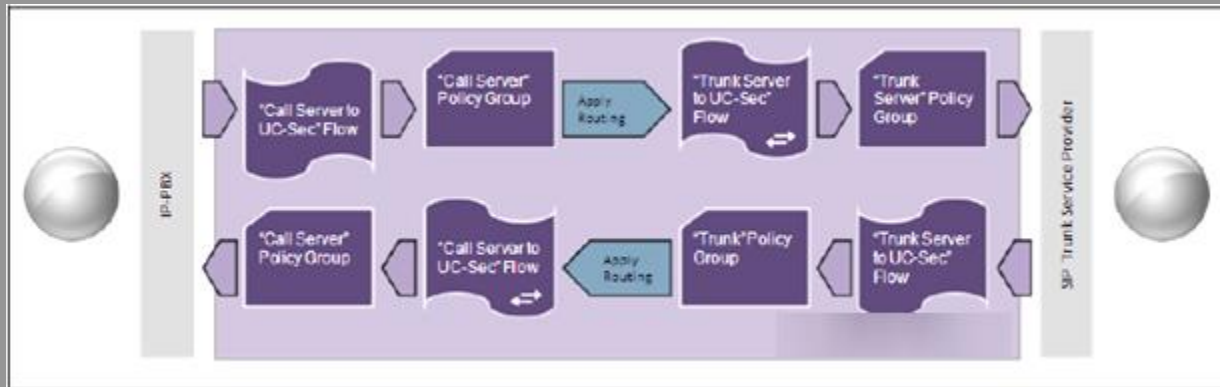 IP-PBX
"Call Server to
UC-Sec" Flow
"Call Server"
Policy Group
Apply
Routing
"Trunk Server
to UC-Sec"
Flow
"Trunk
Server" Policy
Group
SIP Trunk Service Provider
"Call Server"
Policy Group
"Call Server to
UC-Sec" Flow
Apply
Routing
"Trunk" Policy
Group
"Trunk Server
to UC-Sec"
Flow